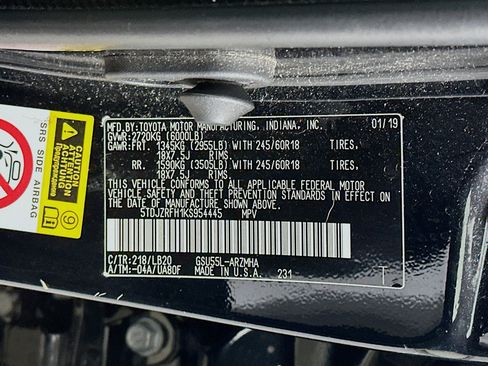 MFD.BY:TOYOTA MOTOR MANUFACTURING, INDIANA, INC. 01/19
GVWR:2720KG (6000LB)
GAWR:FRT. 1345KG (2955LB) WITH 245/60R18 TIRES,
18X7.5J RIMS.
RR. 1590KG (3505LB) WITH 245/60R18 TIRES,
18X7.5J RIMS.
THIS VEHICLE CONFORMS TO ALL APPLICABLE FEDERAL MOTOR
VEHICLE SAFETY AND THEFT PREVENTION STANDARDS IN EFFECT ON
THE DATE OF MANUFACTURE SHOWN ABOVE.
5TDJZRFH1KS954445 MPV
C/TR:218/LB20 GSU55L-ARZMHA
A/TM:-04A/UA80F MADE IN U.S.A. 231 T
SRS SIDE AIRBAG
CAUTION
ATTENTION
ACHTUNG
9